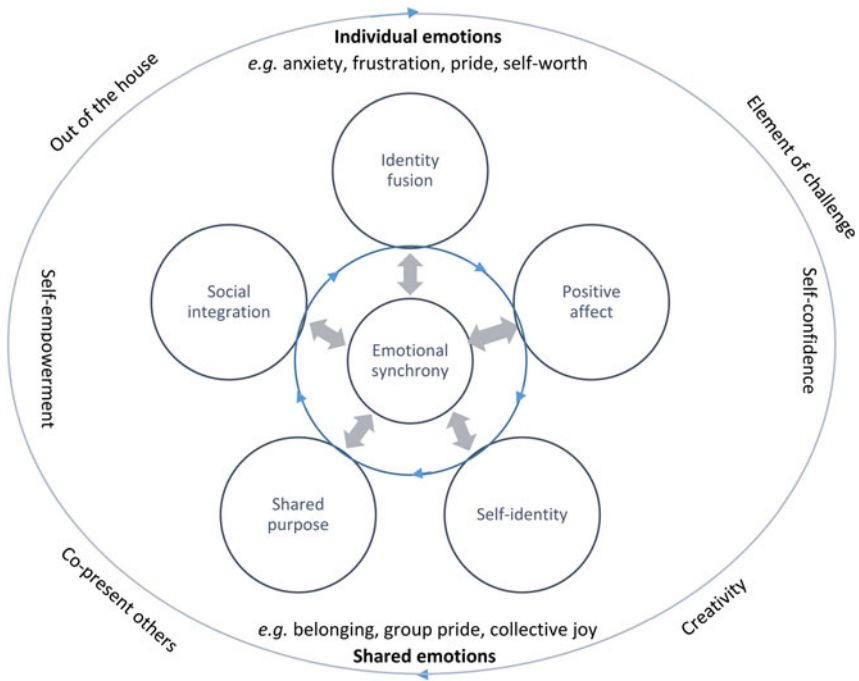 Individual emotions
e.g. anxiety, frustration, pride, self-worth
Out of the house
Element of challenge
Identity
fusion
Social
integration
Positive
affect
Self-empowerment
Self-confidence
Emotional
synchrony
Shared
purpose
Self-identity
Co-present others
Creativity
e.g. belonging, group pride, collective joy
Shared emotions